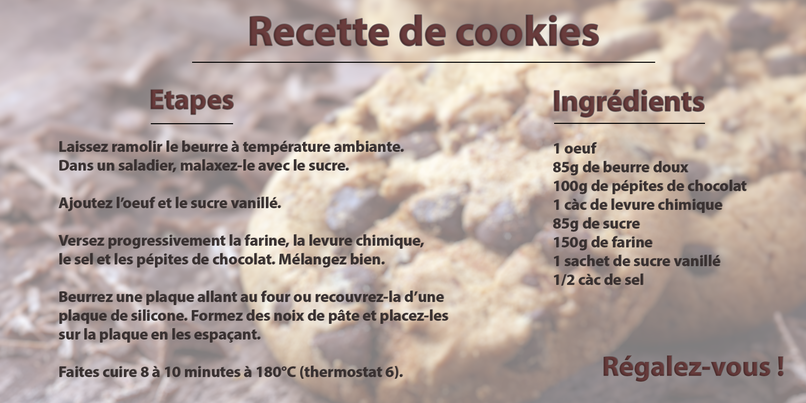 Recette de cookies
Etapes
Laissez ramolir le beurre à température ambiante.
Dans un saladier, malaxez-le avec le sucre.
Ajoutez l'oeuf et le sucre vanillé.
Versez progressivement la farine, la levure chimique,
le sel et les pépites de chocolat. Mélangez bien.
Beurrez une plaque allant au four ou recouvrez-la d'une
plaque de silicone. Formez des noix de pâte et placez-les
sur la plaque en les espaçant.
Faites cuire 8 à 10 minutes à 180°C (thermostat 6).
Ingrédients
1 oeuf
85g de beurre doux
100g de pépites de chocolat
1 càc de levure chimique
85g de sucre
150g de farine
1 sachet de sucre vanillé
1/2 càc de sel
Régalez-vous !